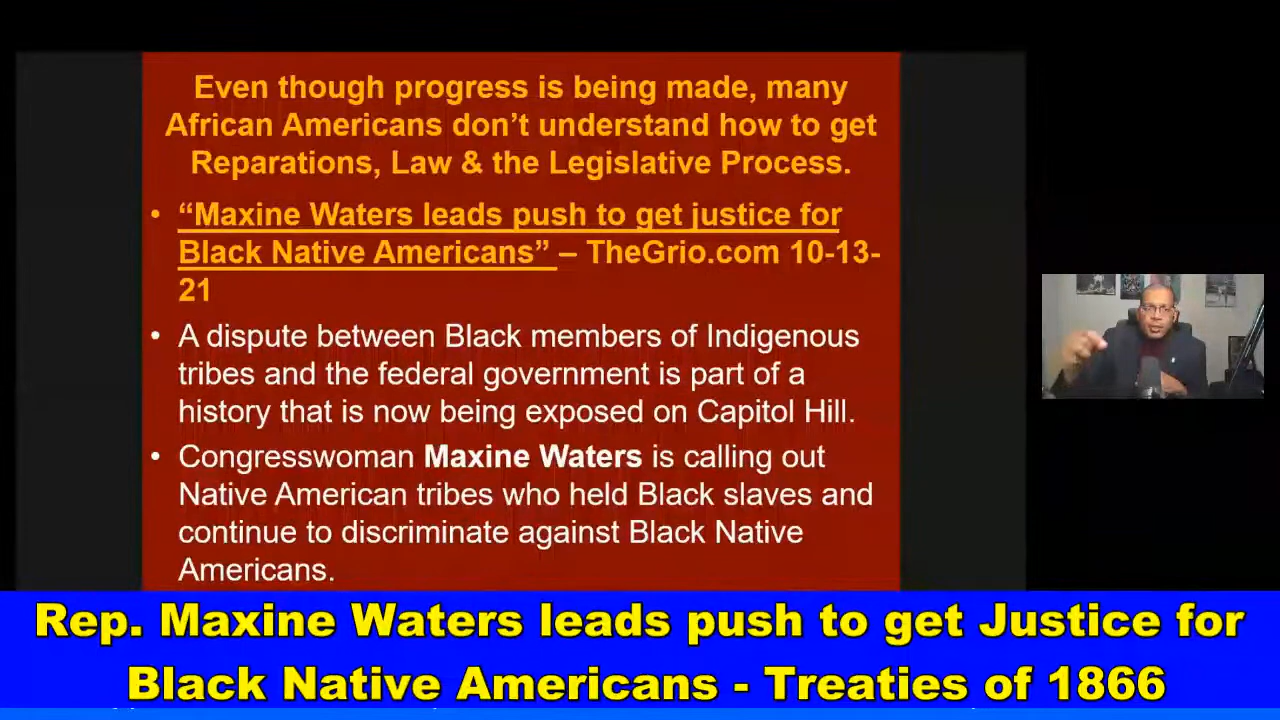 Even though progress is being made, many
African Americans don’t understand how to get
Reparations, Law & the Legislative Process.
• “Maxine Waters leads push to get justice for
Black Native Americans” – TheGrio.com 10-13-
21
• A dispute between Black members of Indigenous
tribes and the federal government is part of a
history that is now being exposed on Capitol Hill.
• Congresswoman Maxine Waters is calling out
Native American tribes who held Black slaves and
continue to discriminate against Black Native
Americans.
Rep. Maxine Waters leads push to get Justice for
Black Native Americans - Treaties of 1866